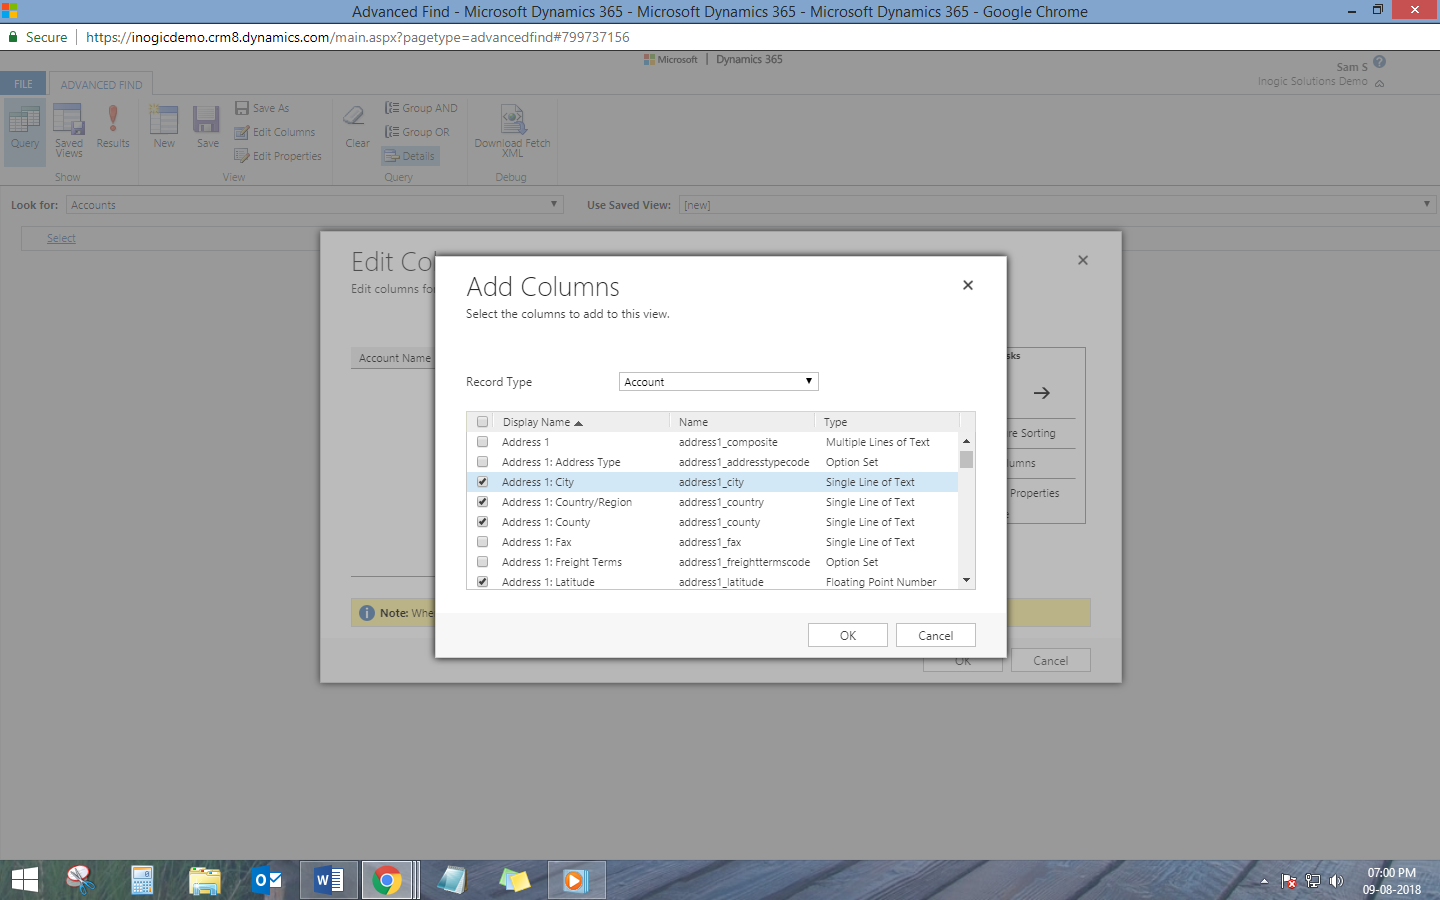 Advanced Find - Microsoft Dynamics 365 - Microsoft Dynamics 365 - Microsoft Dynamics 365 - Google Chrome
Secure | https://inogicdemo.crm8.dynamics.com/main.aspx?pagetype=advancedfind#799737156
Microsoft | Dynamics 365
Sam S
Inogic Solutions Demo
FILE ADVANCED FIND
Query
Saved Views
Results
Show
New
Save
Save As
Edit Columns
Edit Properties
View
Clear
Group AND
Group OR
Details
Query
Download Fetch XML
Debug
Look for: Accounts
Use Saved View: [new]
Select
Edit Co
Edit columns fo
Account Name
sks
re Sorting
lumns
Properties
Note: Whe
OK Cancel
Add Columns
Select the columns to add to this view.
Record Type Account
Display Name Name Type
Address 1 address1_composite Multiple Lines of Text
Address 1: Address Type address1_addresstypecode Option Set
Address 1: City address1_city Single Line of Text
Address 1: Country/Region address1_country Single Line of Text
Address 1: County address1_county Single Line of Text
Address 1: Fax address1_fax Single Line of Text
Address 1: Freight Terms address1_freighttermscode Option Set
Address 1: Latitude address1_latitude Floating Point Number
OK Cancel
07:00 PM
09-08-2018